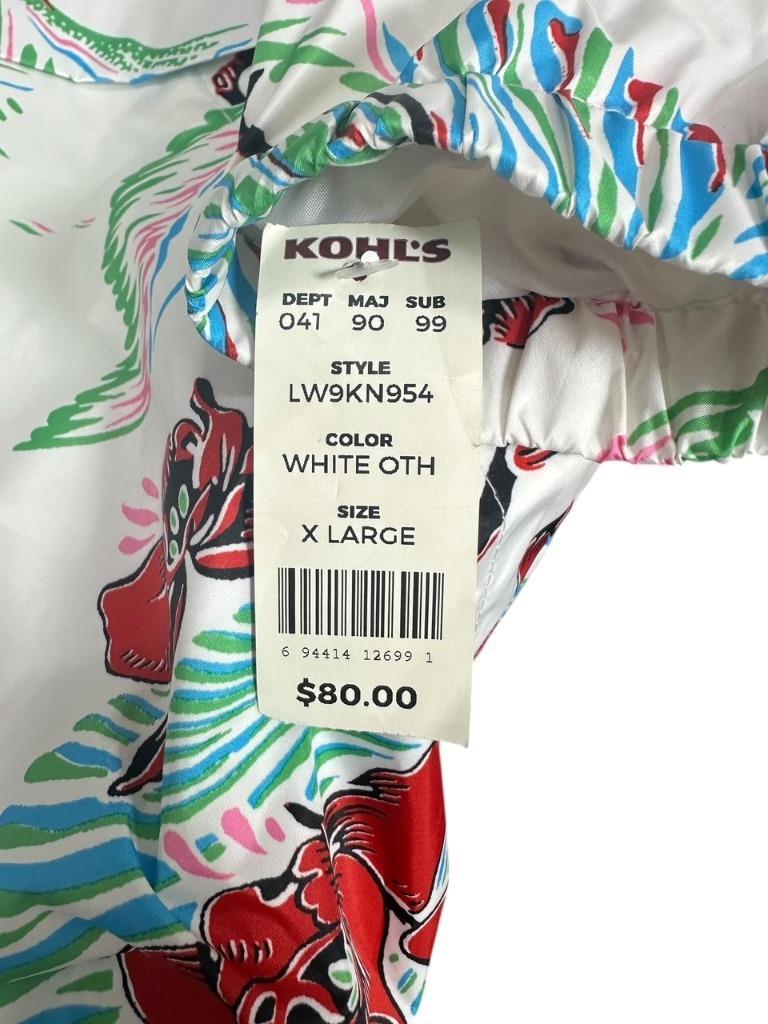 KOHL'S
DEPT MAJ SUB
041 90 99
STYLE
LW9KN954
COLOR
WHITE OTH
SIZE
X LARGE
6 94414 12699 1
$80.00